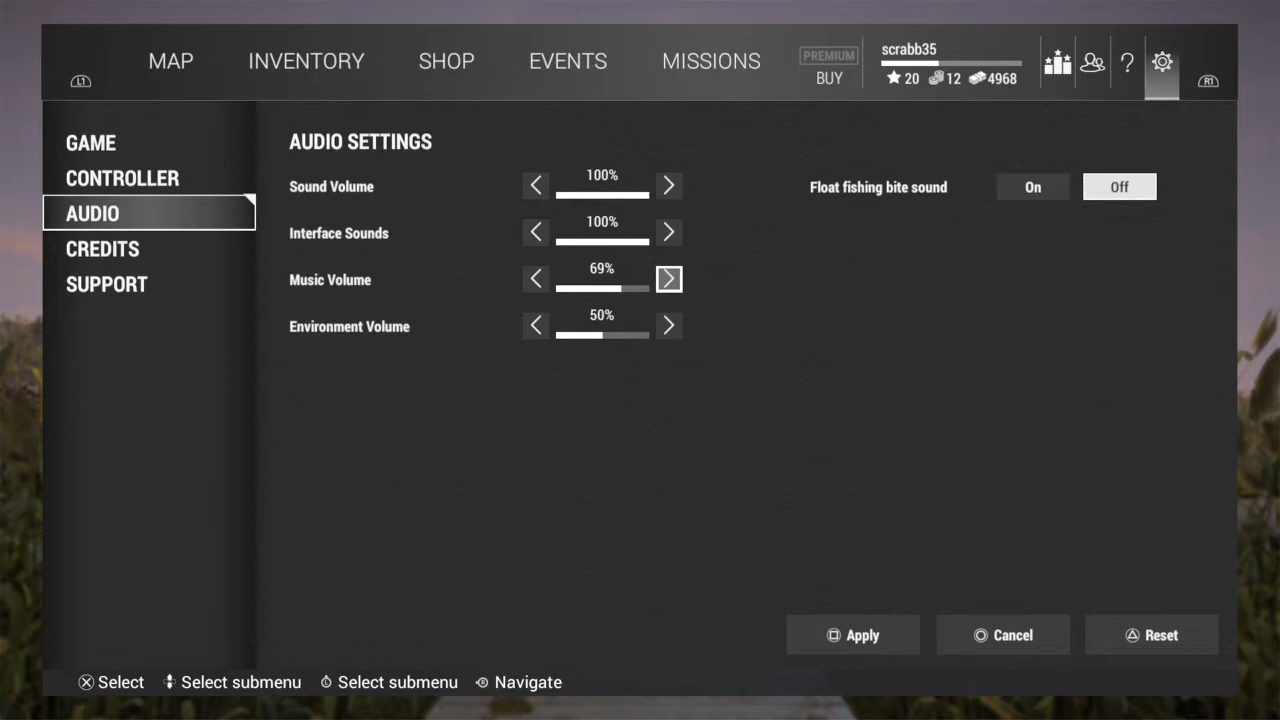 MAP INVENTORY SHOP EVENTS MISSIONS PREMIUM BUY scrabb35 20 12 4968 ?
L1 R1
GAME
CONTROLLER
AUDIO
CREDITS
SUPPORT
AUDIO SETTINGS
Sound Volume 100%
Interface Sounds 100%
Music Volume 69%
Environment Volume 50%
Float fishing bite sound On Off
Apply Cancel Reset
Select Select submenu Select submenu Navigate